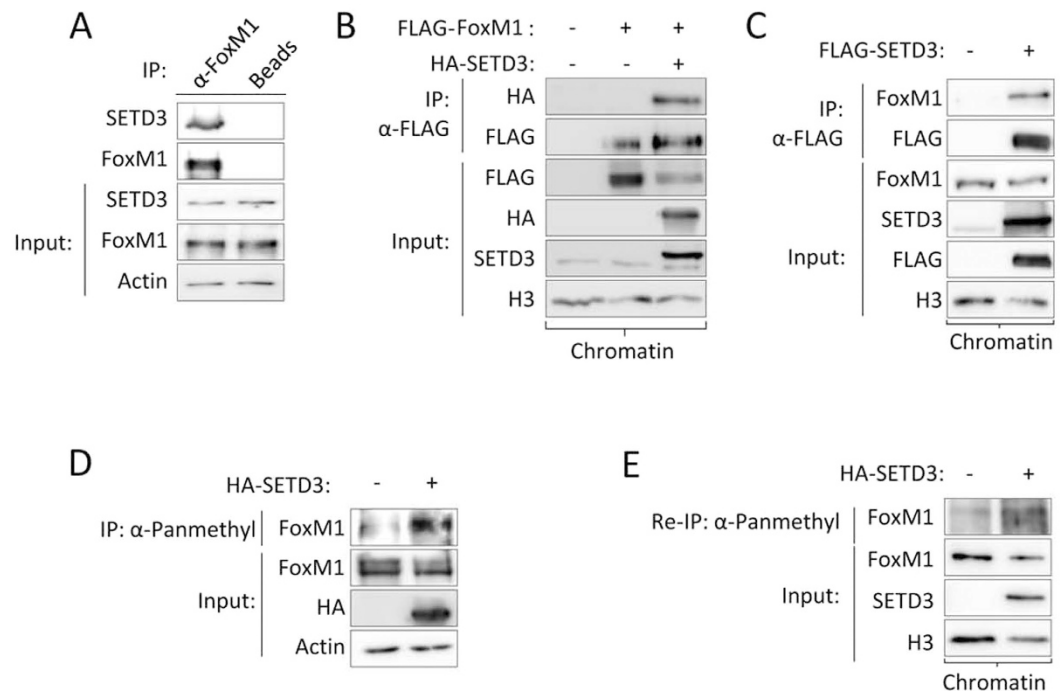 A
IP:
α-FoxM1
Beads
SETD3
FoxM1
Input:
SETD3
FoxM1
Actin
B
FLAG-FoxM1 : - + +
HA-SETD3: - - +
IP:
α-FLAG
HA
FLAG
Input:
FLAG
HA
SETD3
H3
Chromatin
C
FLAG-SETD3: - +
IP:
α-FLAG
FoxM1
FLAG
Input:
FoxM1
SETD3
FLAG
H3
Chromatin
D
HA-SETD3: - +
IP: α-Panmethyl
FoxM1
Input:
FoxM1
HA
Actin
E
HA-SETD3: - +
Re-IP: α-Panmethyl
FoxM1
Input:
FoxM1
SETD3
H3
Chromatin